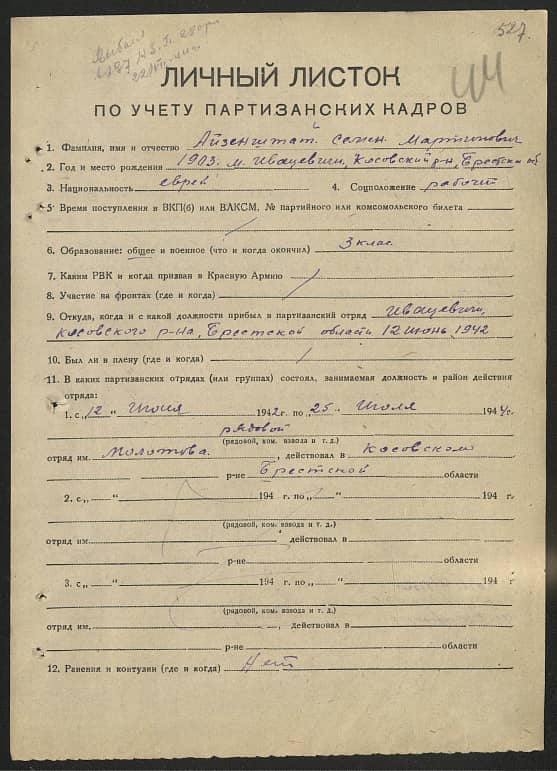 527.
Выбыл
ЛИЧНЫЙ ЛИСТОК
ПО УЧЕТУ ПАРТИЗАНСКИХ КАДРОВ
1. Фамилия, имя и отчество Айзенштат Семен Мартинович
2. Год и место рождения 1903. м. Ивацевичи, Косовский р-н, Брестск об
3. Национальность еврей 4. Соцположение рабочий
5. Время поступления в ВКП(б) или ВЛКСМ, № партийного или комсомольского билета
6. Образование: общее и военное (что и когда окончил) 3 клас.
7. Каким РВК и когда призван в Красную Армию
8. Участие на фронтах (где и когда)
9. Откуда, когда и с какой должности прибыл в партизанский отряд Ивацевичи,
Косовского р-на, Брестской области 12 июнь 1942
10. Был ли в плену (где и когда)
11. В каких партизанских отрядах (или группах) состоял, занимаемая должность и район действия
отряда:
1. с „12 “ Июня 1942г. по „25 “ Июля 1944г.
рядовой
(рядовой, ком. взвода и т. д.)
отряд им. Молотова., действовал в Косовском
р-не Брестской области
2. с „ “ 194 г. по „ “ 194 г.
(рядовой, ком. взвода и т. д.)
отряд им. действовал в
р-не области
3. с „ “ 194 г. по „ “ 194 г
(рядовой, ком. взвода и т. д.)
отряд им. , действовал в
р-не области
12. Ранения и контузии (где и когда) Нет